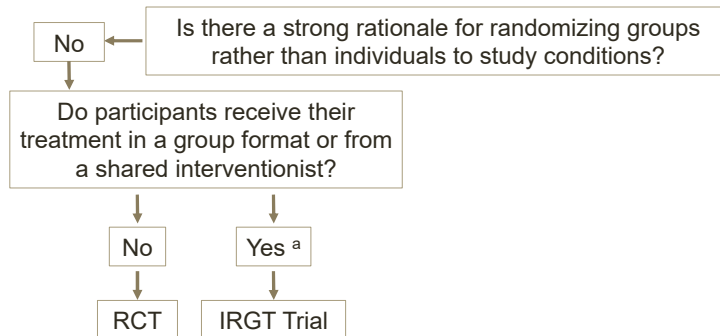 Is there a strong rationale for randomizing groups
rather than individuals to study conditions?
No
Do participants receive their
treatment in a group format or from
a shared interventionist?
No
Yes ᵃ
RCT
IRGT Trial